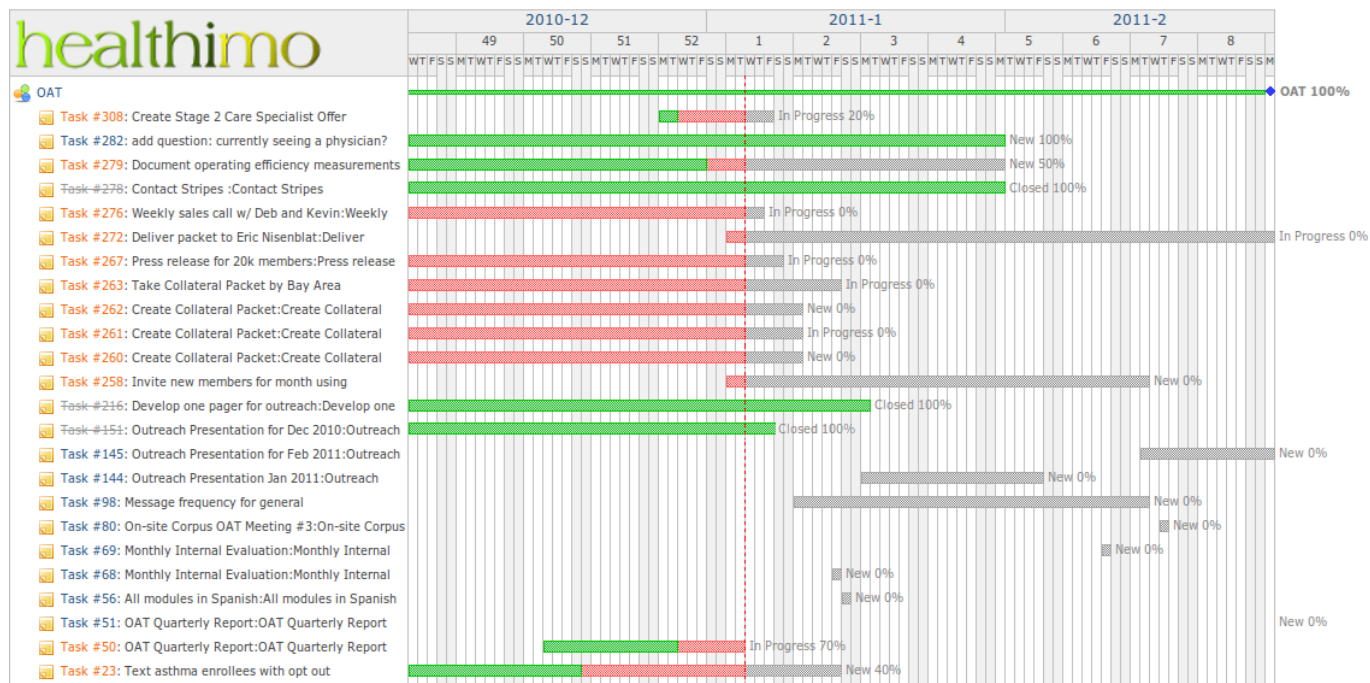 healthimo
2010-12 2011-1 2011-2
49 50 51 52 1 2 3 4 5 6 7 8
W T F S S M T W T F S S M T W T F S S M T W T F S S M T W T F S S M T W T F S S M T W T F S S M T W T F S S M T W T F S S M T W T F S S M T W T F S S M T W T F S S M T W T F S S M
OAT OAT 100%
Task #308: Create Stage 2 Care Specialist Offer In Progress 20%
Task #282: add question: currently seeing a physician? New 100%
Task #279: Document operating efficiency measurements New 50%
Task #278: Contact Stripes :Contact Stripes Closed 100%
Task #276: Weekly sales call w/ Deb and Kevin:Weekly In Progress 0%
Task #272: Deliver packet to Eric Nisenblat:Deliver In Progress 0%
Task #267: Press release for 20k members:Press release In Progress 0%
Task #263: Take Collateral Packet by Bay Area In Progress 0%
Task #262: Create Collateral Packet:Create Collateral New 0%
Task #261: Create Collateral Packet:Create Collateral In Progress 0%
Task #260: Create Collateral Packet:Create Collateral New 0%
Task #258: Invite new members for month using New 0%
Task #216: Develop one pager for outreach:Develop one Closed 100%
Task #151: Outreach Presentation for Dec 2010:Outreach Closed 100%
Task #145: Outreach Presentation for Feb 2011:Outreach New 0%
Task #144: Outreach Presentation Jan 2011:Outreach New 0%
Task #98: Message frequency for general New 0%
Task #80: On-site Corpus OAT Meeting #3:On-site Corpus New 0%
Task #69: Monthly Internal Evaluation:Monthly Internal New 0%
Task #68: Monthly Internal Evaluation:Monthly Internal New 0%
Task #56: All modules in Spanish:All modules in Spanish New 0%
Task #51: OAT Quarterly Report:OAT Quarterly Report New 0%
Task #50: OAT Quarterly Report:OAT Quarterly Report In Progress 70%
Task #23: Text asthma enrollees with opt out New 40%